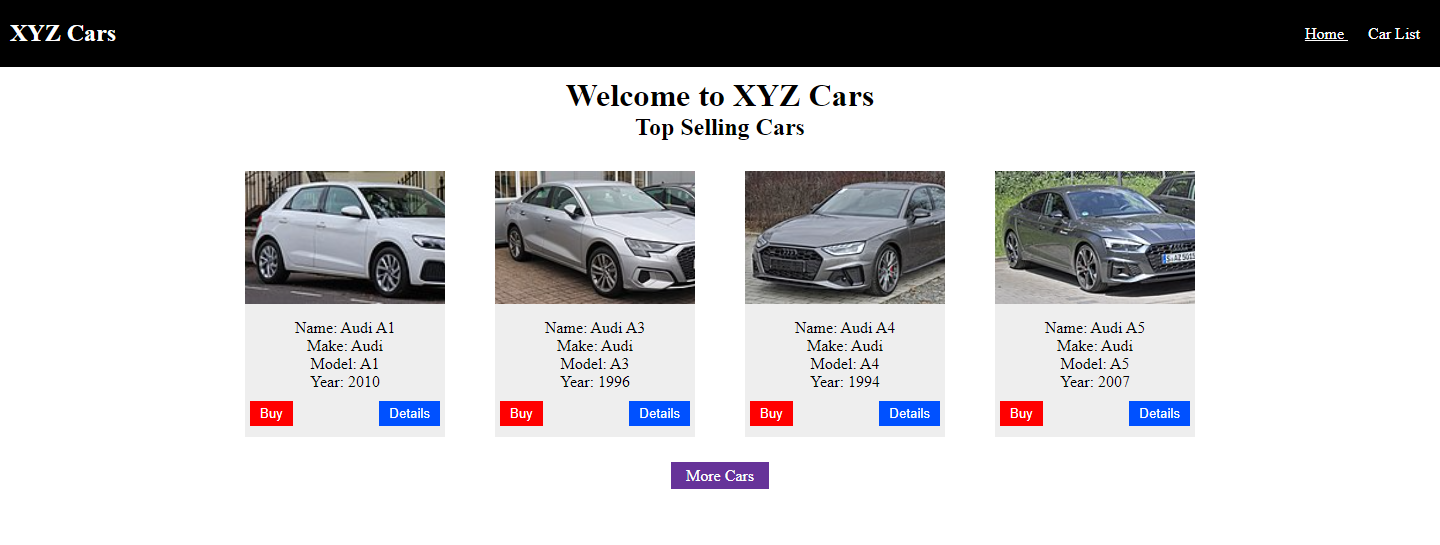 XYZ Cars
Home
Car List
Welcome to XYZ Cars
Top Selling Cars
S:AZ 5015
Name: Audi A1
Make: Audi
Model: A1
Year: 2010
Buy
Details
Name: Audi A3
Make: Audi
Model: A3
Year: 1996
Buy
Details
Name: Audi A4
Make: Audi
Model: A4
Year: 1994
Buy
Details
Name: Audi A5
Make: Audi
Model: A5
Year: 2007
Buy
Details
More Cars